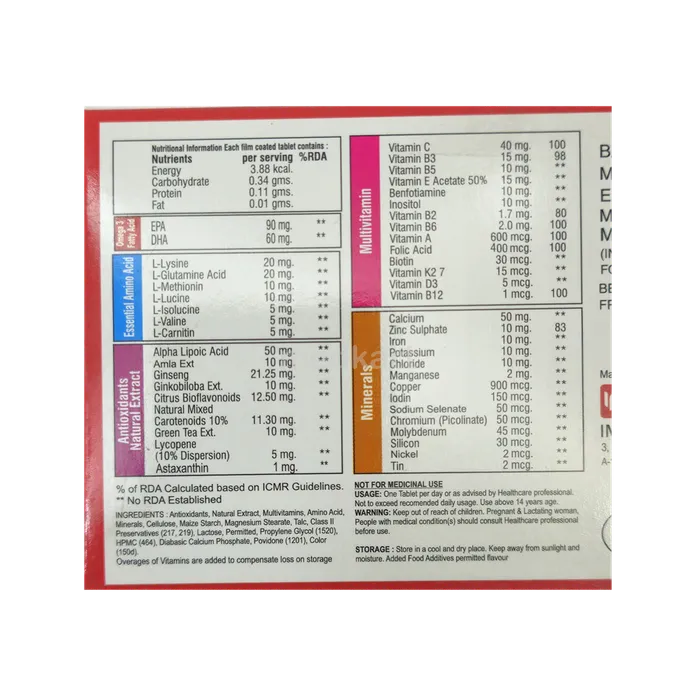 Nutritional Information Each film coated tablet contains :
Nutrients per serving %RDA
Energy 3.88 kcal.
Carbohydrate 0.34 gms.
Protein 0.11 gms.
Fat 0.01 gms.
Omega 3 Fatty Acid
EPA 90 mg. **
DHA 60 mg. **
Essential Amino Acid
L-Lysine 20 mg. **
L-Glutamine Acid 20 mg. **
L-Methionin 10 mg. **
L-Lucine 10 mg. **
L-Isolucine 5 mg. **
L-Valine 5 mg. **
L-Carnitin 5 mg. **
Antioxidants Natural Extract
Alpha Lipoic Acid 50 mg. **
Amla Ext 10 mg. **
Ginseng 21.25 mg. **
Ginkobiloba Ext. 10 mg. **
Citrus Bioflavonoids 12.50 mg. **
Natural Mixed
Carotenoids 10% 11.30 mg. **
Green Tea Ext. 10 mg. **
Lycopene
(10% Dispersion) 5 mg. **
Astaxanthin 1 mg. **
% of RDA Calculated based on ICMR Guidelines.
** No RDA Established
INGREDIENTS : Antioxidants, Natural Extract, Multivitamins, Amino Acid,
Minerals, Cellulose, Maize Starch, Magnesium Stearate, Talc, Class II
Preservatives (217, 219), Lactose, Permitted, Propylene Glycol (1520),
HPMC (464), Diabasic Calcium Phosphate, Povidone (1201), Color
(150d).
Overages of Vitamins are added to compensate loss on storage
Multivitamin
Vitamin C 40 mg. 100
Vitamin B3 15 mg. 98
Vitamin B5 10 mg. **
Vitamin E Acetate 50% 15 mg. **
Benfotiamine 10 mg. **
Inositol 10 mg. **
Vitamin B2 1.7 mg. 80
Vitamin B6 2.0 mg. 100
Vitamin A 600 mcg. 100
Folic Acid 400 mcg. 100
Biotin 30 mcg. **
Vitamin K2 7 15 mcg. **
Vitamin D3 5 mcg. **
Vitamin B12 1 mcg. 100
Minerals
Calcium 50 mg. **
Zinc Sulphate 10 mg. 83
Iron 10 mg. **
Potassium 10 mg. **
Chloride 10 mg. **
Manganese 2 mg. **
Copper 900 mcg. **
Iodin 150 mcg. **
Sodium Selenate 50 mcg. **
Chromium (Picolinate) 50 mcg. **
Molybdenum 45 mcg. **
Silicon 30 mcg. **
Nickel 2 mcg. **
Tin 2 mcg. **
NOT FOR MEDICINAL USE
USAGE: One Tablet per day or as advised by Healthcare professional.
Not to exceed recomended daily usage. Use above 14 years age.
WARNING: Keep out of reach of children. Pregnant & Lactating woman,
People with medical condition(s) should consult Healthcare professional
before use.
STORAGE : Store in a cool and dry place. Keep away from sunlight and
moisture. Added Food Additives permitted flavour